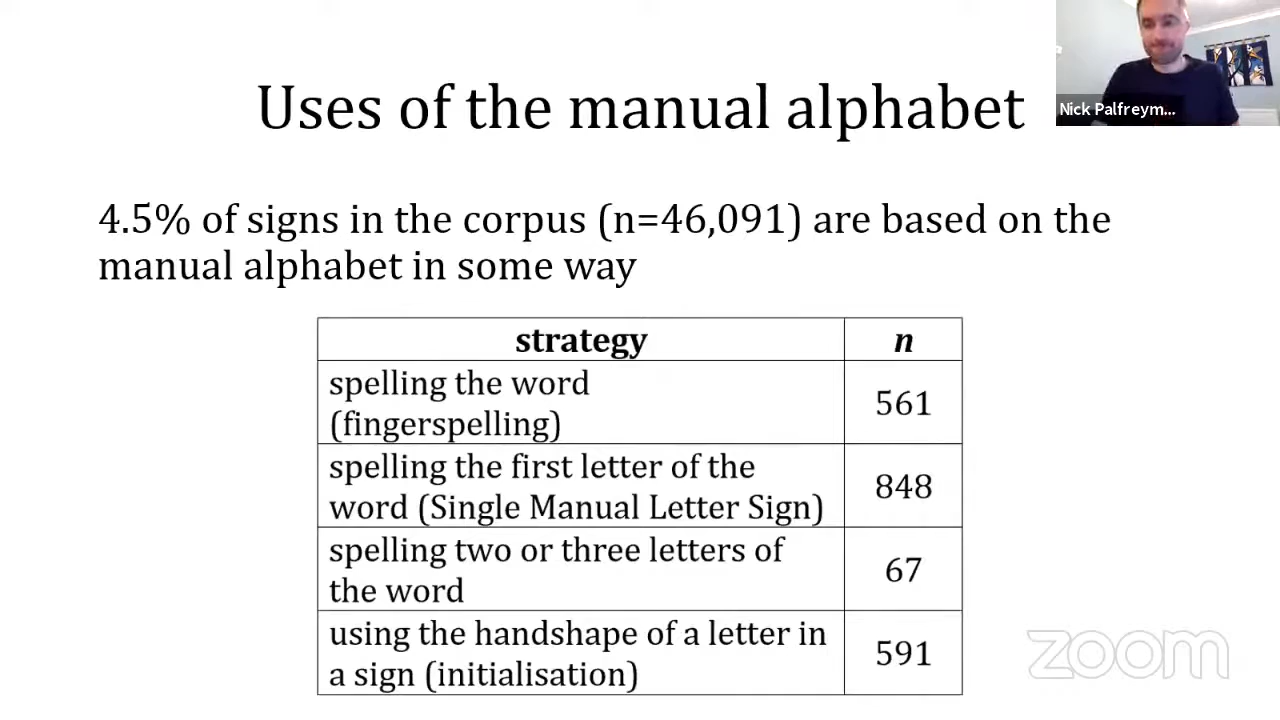 Uses of the manual alphabet
Nick Palfreym...
4.5% of signs in the corpus (n=46,091) are based on the
manual alphabet in some way
strategy n
spelling the word
(fingerspelling) 561
spelling the first letter of the
word (Single Manual Letter Sign) 848
spelling two or three letters of
the word 67
using the handshape of a letter in
a sign (initialisation) 591
zoom